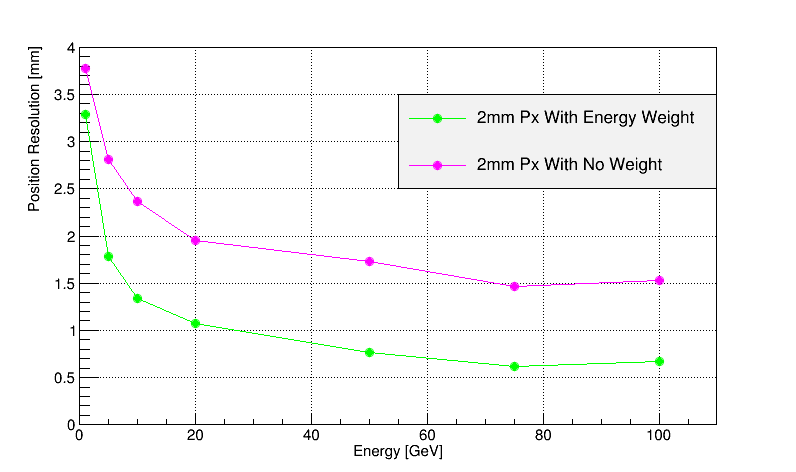 Position Resolution [mm]
4
3.5
3
2.5
2
1.5
1
0.5
0
2mm Px With Energy Weight
2mm Px With No Weight
0 20 40 60 80 100
Energy [GeV]